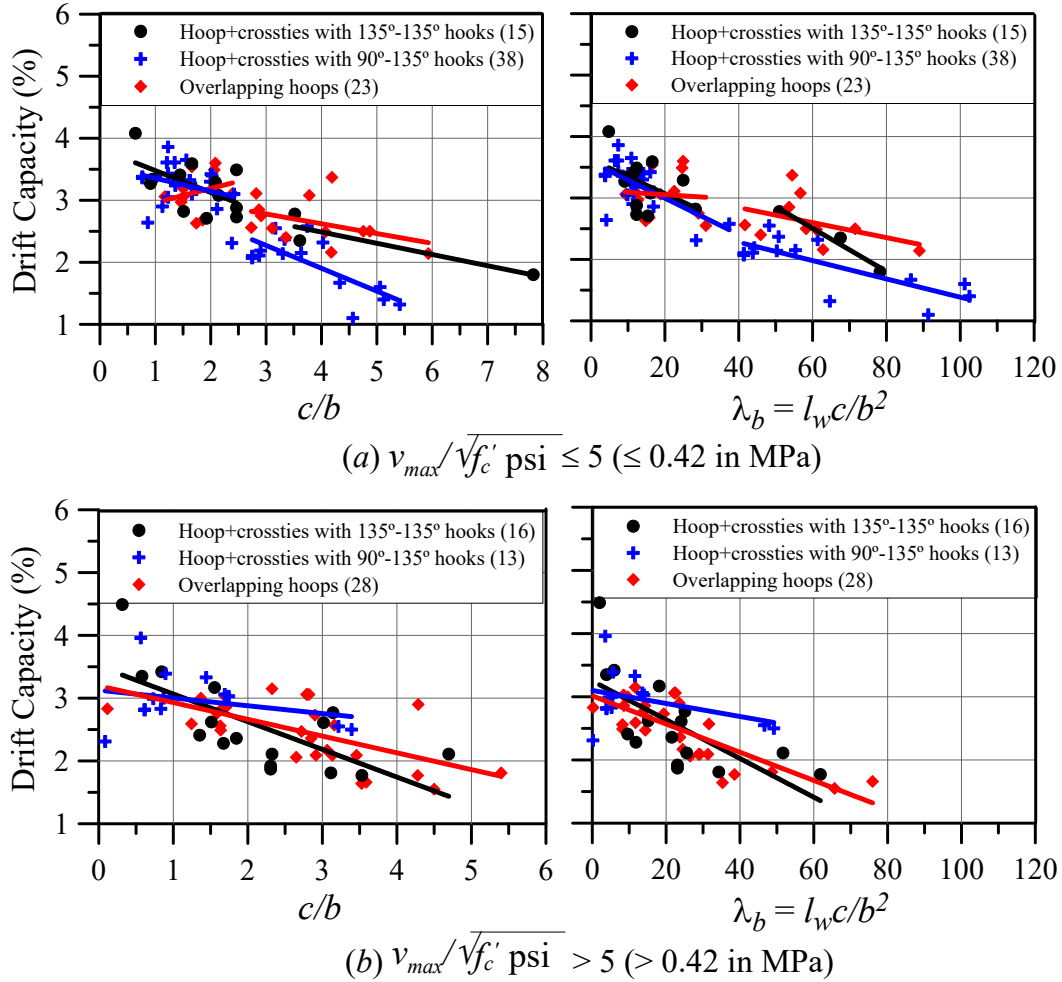 Hoop+crossties with 135º-135º hooks (15)
Hoop+crossties with 90º-135º hooks (38)
Overlapping hoops (23)
Drift Capacity (%)
6
5
4
3
2
1
0 1 2 3 4 5 6 7 8
c/b
Hoop+crossties with 135º-135º hooks (15)
Hoop+crossties with 90º-135º hooks (38)
Overlapping hoops (23)
0 20 40 60 80 100 120
λb = lwc/b²
(a) vmax/√fc′ psi ≤ 5 (≤ 0.42 in MPa)
Hoop+crossties with 135º-135º hooks (16)
Hoop+crossties with 90º-135º hooks (13)
Overlapping hoops (28)
Drift Capacity (%)
6
5
4
3
2
1
0 1 2 3 4 5 6
c/b
Hoop+crossties with 135º-135º hooks (16)
Hoop+crossties with 90º-135º hooks (13)
Overlapping hoops (28)
0 20 40 60 80 100 120
λb = lwc/b²
(b) vmax/√fc′ psi > 5 (> 0.42 in MPa)